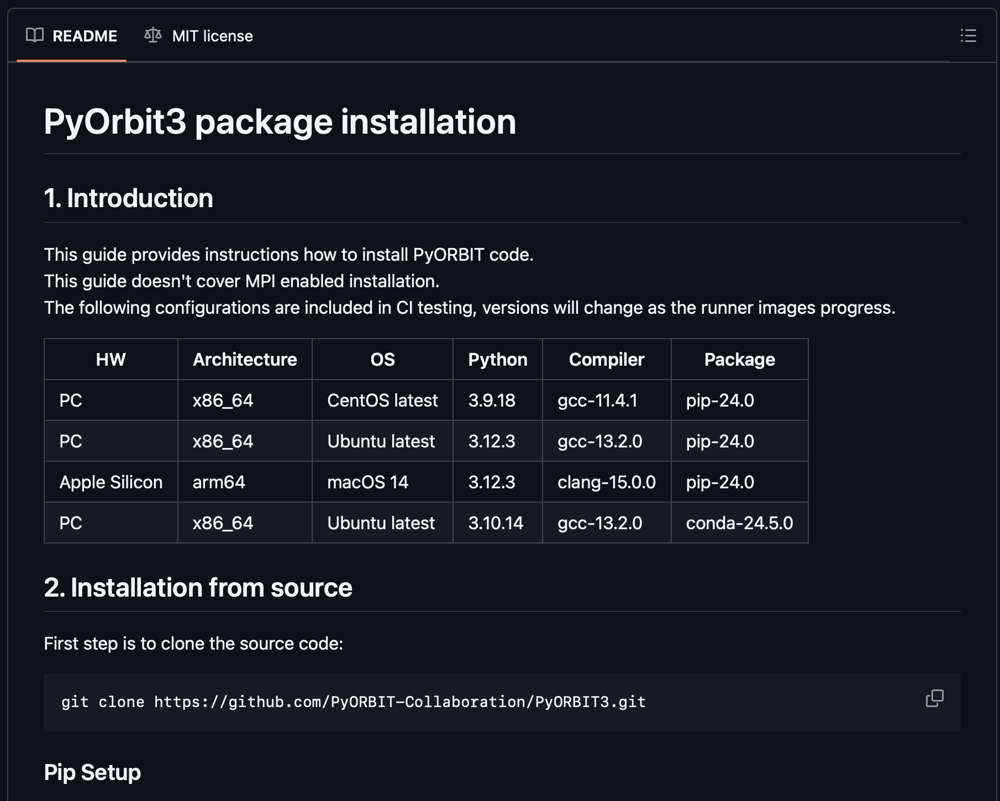 README MIT license
PyOrbit3 package installation
1. Introduction
This guide provides instructions how to install PyORBIT code.
This guide doesn't cover MPI enabled installation.
The following configurations are included in CI testing, versions will change as the runner images progress.
HW Architecture OS Python Compiler Package
PC x86_64 CentOS latest 3.9.18 gcc-11.4.1 pip-24.0
PC x86_64 Ubuntu latest 3.12.3 gcc-13.2.0 pip-24.0
Apple Silicon arm64 macOS 14 3.12.3 clang-15.0.0 pip-24.0
PC x86_64 Ubuntu latest 3.10.14 gcc-13.2.0 conda-24.5.0
2. Installation from source
First step is to clone the source code:
git clone https://github.com/PyORBIT-Collaboration/PyORBIT3.git
Pip Setup